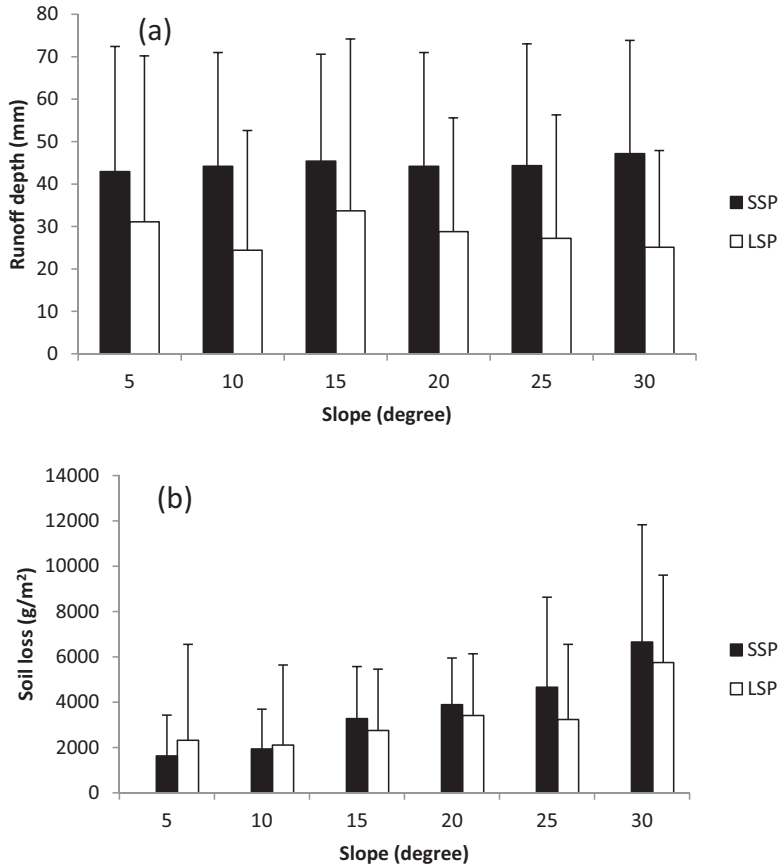 (a)
Runoff depth (mm)
80
70
60
50
40
30
20
10
0
5 10 15 20 25 30
Slope (degree)
SSP
LSP
(b)
Soil loss (g/m²)
14000
12000
10000
8000
6000
4000
2000
0
5 10 15 20 25 30
Slope (degree)
SSP
LSP